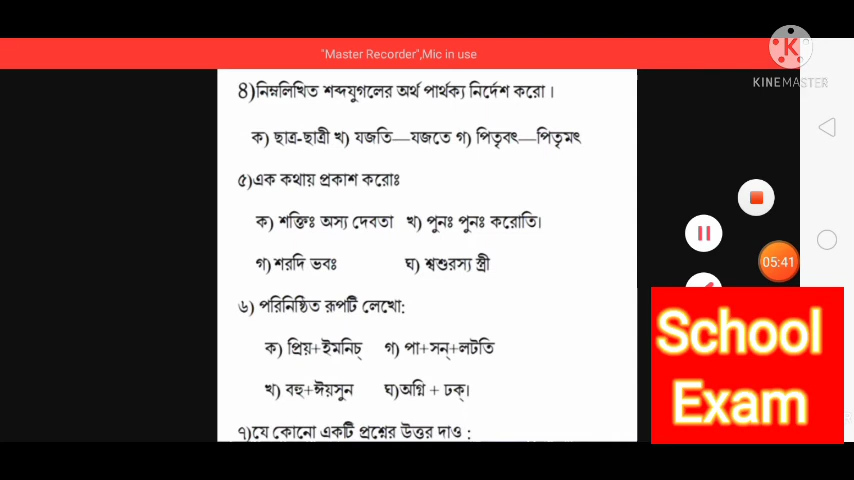 "Master Recorder",Mic in use
KINEMASTER
8)নিম্নলিখিত শব্দযুগলের অর্থ পার্থক্য নির্দেশ করো।
ক) ছাত্র-ছাত্রী খ) যজতি—যজতে গ) পিতৃবৎ—পিতৃমৎ
৫)এক কথায় প্রকাশ করোঃ
ক) শক্তিঃ অস্য দেবতা খ) পুনঃ পুনঃ করোতি।
গ) শরদি ভবঃ ঘ) শ্বশুরস্য স্ত্রী
৬) পরিনিষ্ঠিত রূপটি লেখো:
ক) প্রিয়+ইমনিচ্ গ) পা+সন্+লটতি
খ) বহু+ঈয়সুন ঘ)অগ্নি + ঢক্।
৭)যে কোনো একটি প্রশ্নের উত্তর দাও :
05:41
School
Exam